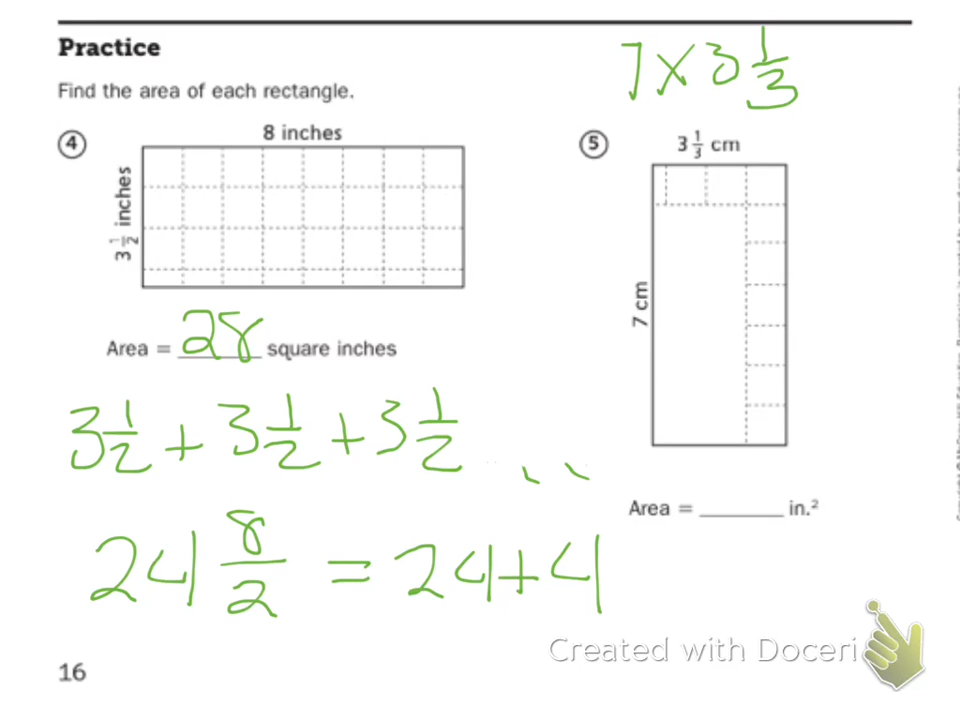 Practice
7 x 3 1/3
Find the area of each rectangle.
4
8 inches
3 1/2 inches
Area = 28 square inches
3 1/2 + 3 1/2 + 3 1/2 ...
24 8/2 = 24 + 4
5
3 1/3 cm
7 cm
Area = ______ in.²
Created with Doceri
16